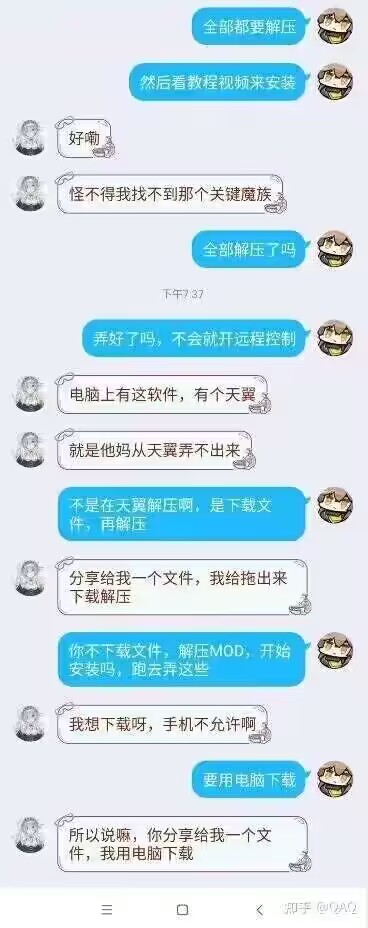 全部都要解压
然后看教程视频来安装
好嘞
怪不得我找不到那个关键魔族
全部解压了吗
下午7:37
弄好了吗，不会就开远程控制
电脑上有这软件，有个天翼
就是他妈从天翼弄不出来
不是在天翼解压啊，是下载文
件，再解压
分享给我一个文件，我给拖出来
下载解压
你不下载文件，解压MOD，开始
安装吗，跑去弄这些
我想下载呀，手机不允许啊
要用电脑下载
所以说嘛，你分享给我一个文
件，我用电脑下载
知乎 @QAQ